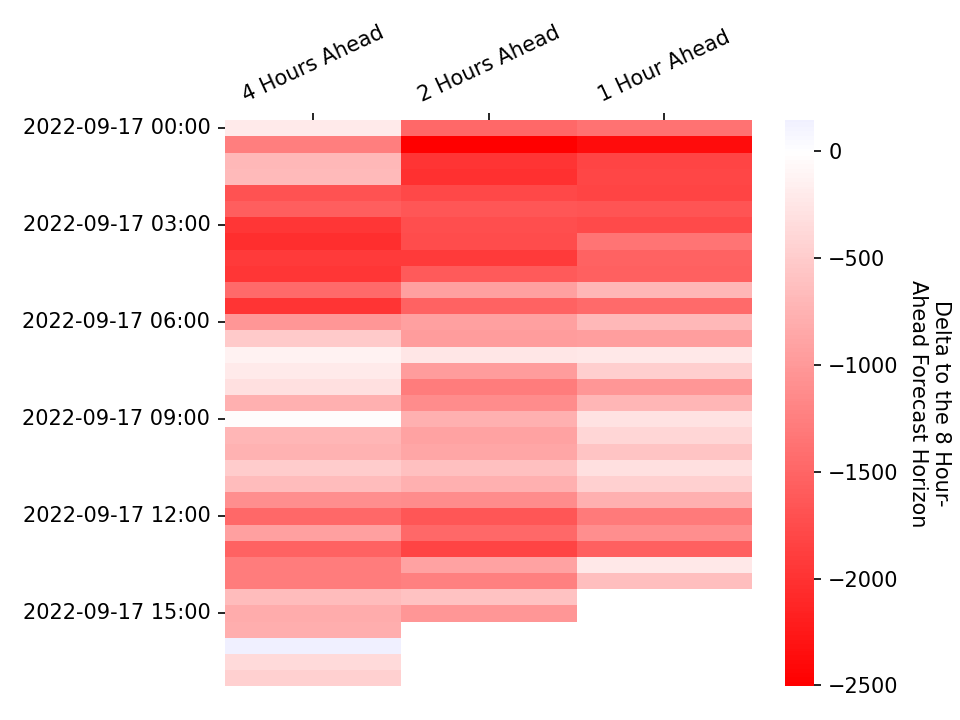 4 Hours Ahead
2 Hours Ahead
1 Hour Ahead
2022-09-17 00:00
2022-09-17 03:00
2022-09-17 06:00
2022-09-17 09:00
2022-09-17 12:00
2022-09-17 15:00
0
−500
−1000
−1500
−2000
−2500
Delta to the 8 Hour-
Ahead Forecast Horizon